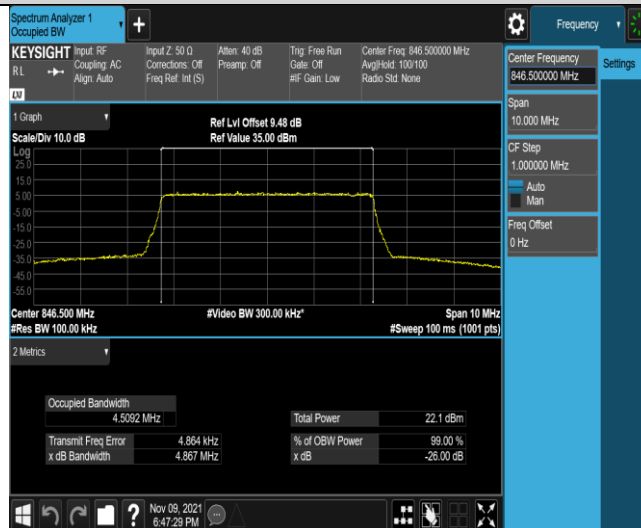 Spectrum Analyzer 1
Occupied BW
Frequency
KEYSIGHT
RL
LXI
Input: RF
Coupling: AC
Align: Auto
Input Z: 50 Ω
Corrections: Off
Freq Ref: Int (S)
Atten: 40 dB
Preamp: Off
Trig: Free Run
Gate: Off
#IF Gain: Low
Center Freq: 846.500000 MHz
Avg|Hold: 100/100
Radio Std: None
Center Frequency
846.500000 MHz
Settings
Span
10.000 MHz
CF Step
1.000000 MHz
Auto
Man
Freq Offset
0 Hz
1 Graph
Scale/Div 10.0 dB
Ref Lvl Offset 9.48 dB
Ref Value 35.00 dBm
Log
25.0
15.0
5.00
-5.00
-15.0
-25.0
-35.0
-45.0
-55.0
Center 846.500 MHz
#Video BW 300.00 kHz*
Span 10 MHz
#Res BW 100.00 kHz
#Sweep 100 ms (1001 pts)
2 Metrics
Occupied Bandwidth
4.5092 MHz
Total Power 22.1 dBm
Transmit Freq Error 4.864 kHz
% of OBW Power 99.00 %
x dB Bandwidth 4.867 MHz
x dB -26.00 dB
?
Nov 09, 2021
6:47:29 PM